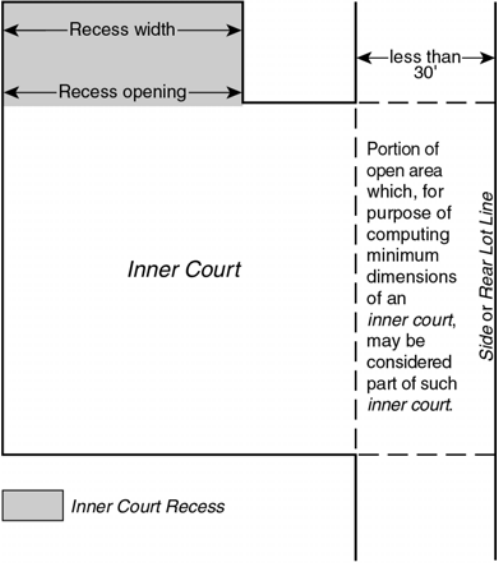 Recess width
less than
30'
Recess opening
Portion of
open area
which, for
purpose of
computing
minimum
dimensions
of an
inner court,
may be
considered
part of such
inner court.
Inner Court
Side or Rear Lot Line
Inner Court Recess